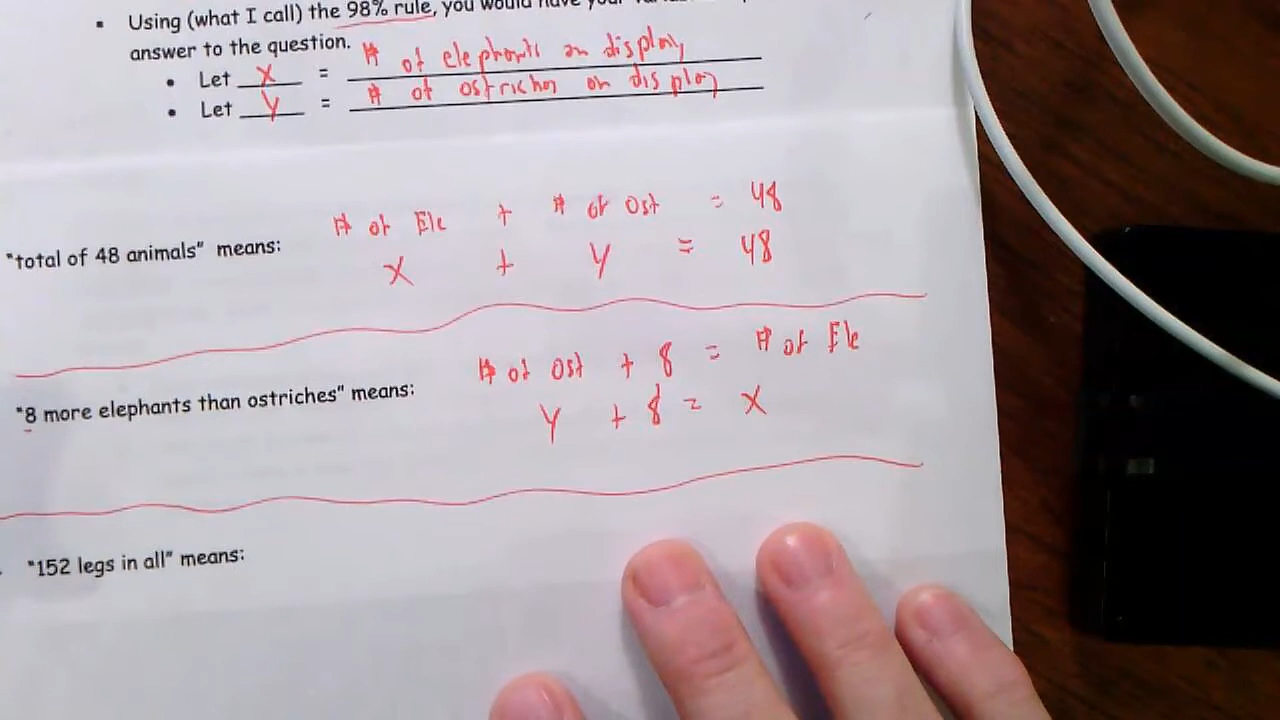 Using (what I call) the 98% rule, you would have your
answer to the question.
Let X = # of elephants on display
Let Y = # of ostriches on display
# of Ele + # of Ost = 48
"total of 48 animals" means:
X + Y = 48
# of Ost + 8 = # of Ele
"8 more elephants than ostriches" means:
Y + 8 = X
"152 legs in all" means: